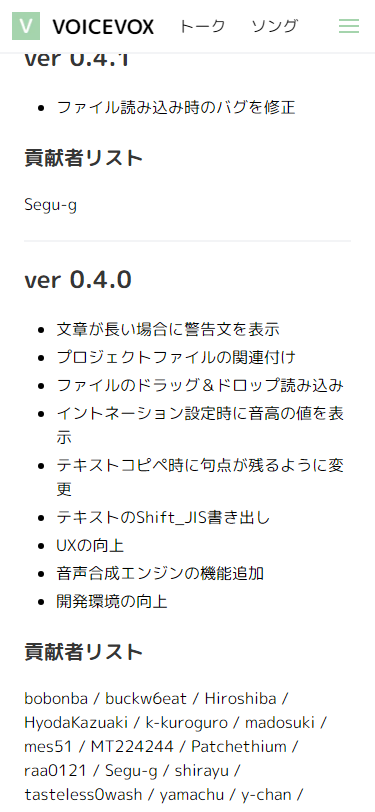 V VOICEVOX トーク ソング
ver 0.4.1
ファイル読み込み時のバグを修正
貢献者リスト
Segu-g
ver 0.4.0
文章が長い場合に警告文を表示
プロジェクトファイルの関連付け
ファイルのドラッグ＆ドロップ読み込み
イントネーション設定時に音高の値を表
示
テキストコピペ時に句点が残るように変
更
テキストのShift_JIS書き出し
UXの向上
音声合成エンジンの機能追加
開発環境の向上
貢献者リスト
bobonba / buckw6eat / Hiroshiba /
HyodaKazuaki / k-kuroguro / madosuki /
mes51 / MT224244 / Patchethium /
raa0121 / Segu-g / shirayu /
tasteless0wash / yamachu / y-chan /